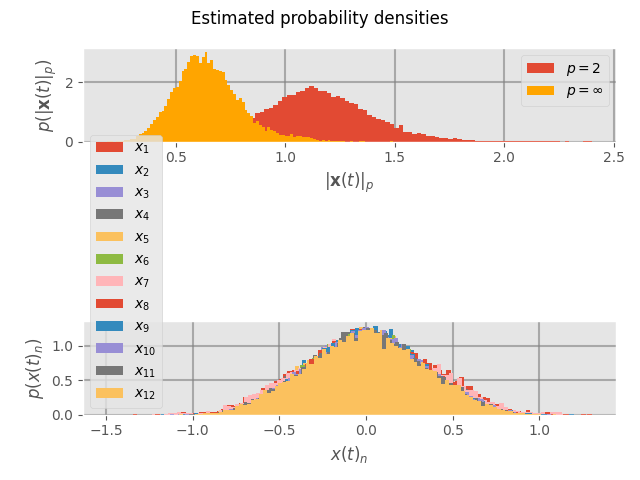 Estimated probability densities
p(|x(t)|ₚ)
2
0
p = 2
p = ∞
0.5 1.0 1.5 2.0 2.5
|x(t)|ₚ
x₁
x₂
x₃
x₄
x₅
x₆
x₇
x₈
x₉
x₁₀
x₁₁
x₁₂
p(x(t)ₙ)
1.0
0.5
0.0
−1.5 −1.0 −0.5 0.0 0.5 1.0
x(t)ₙ